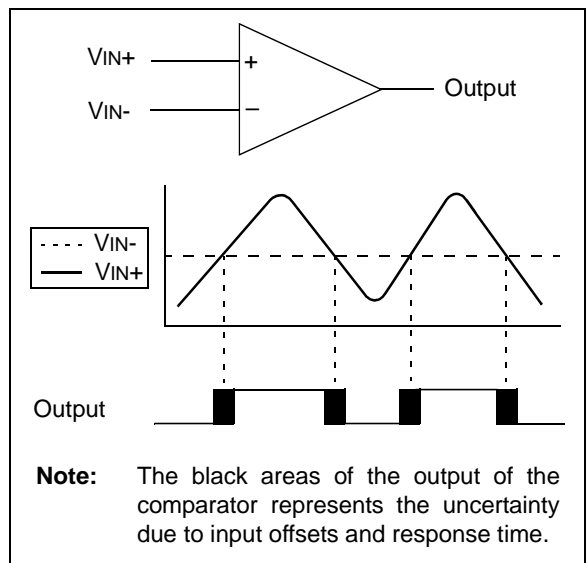 VIN+
+
Output
VIN-
–
VIN-
VIN+
Output
Note: The black areas of the output of the
comparator represents the uncertainty
due to input offsets and response time.